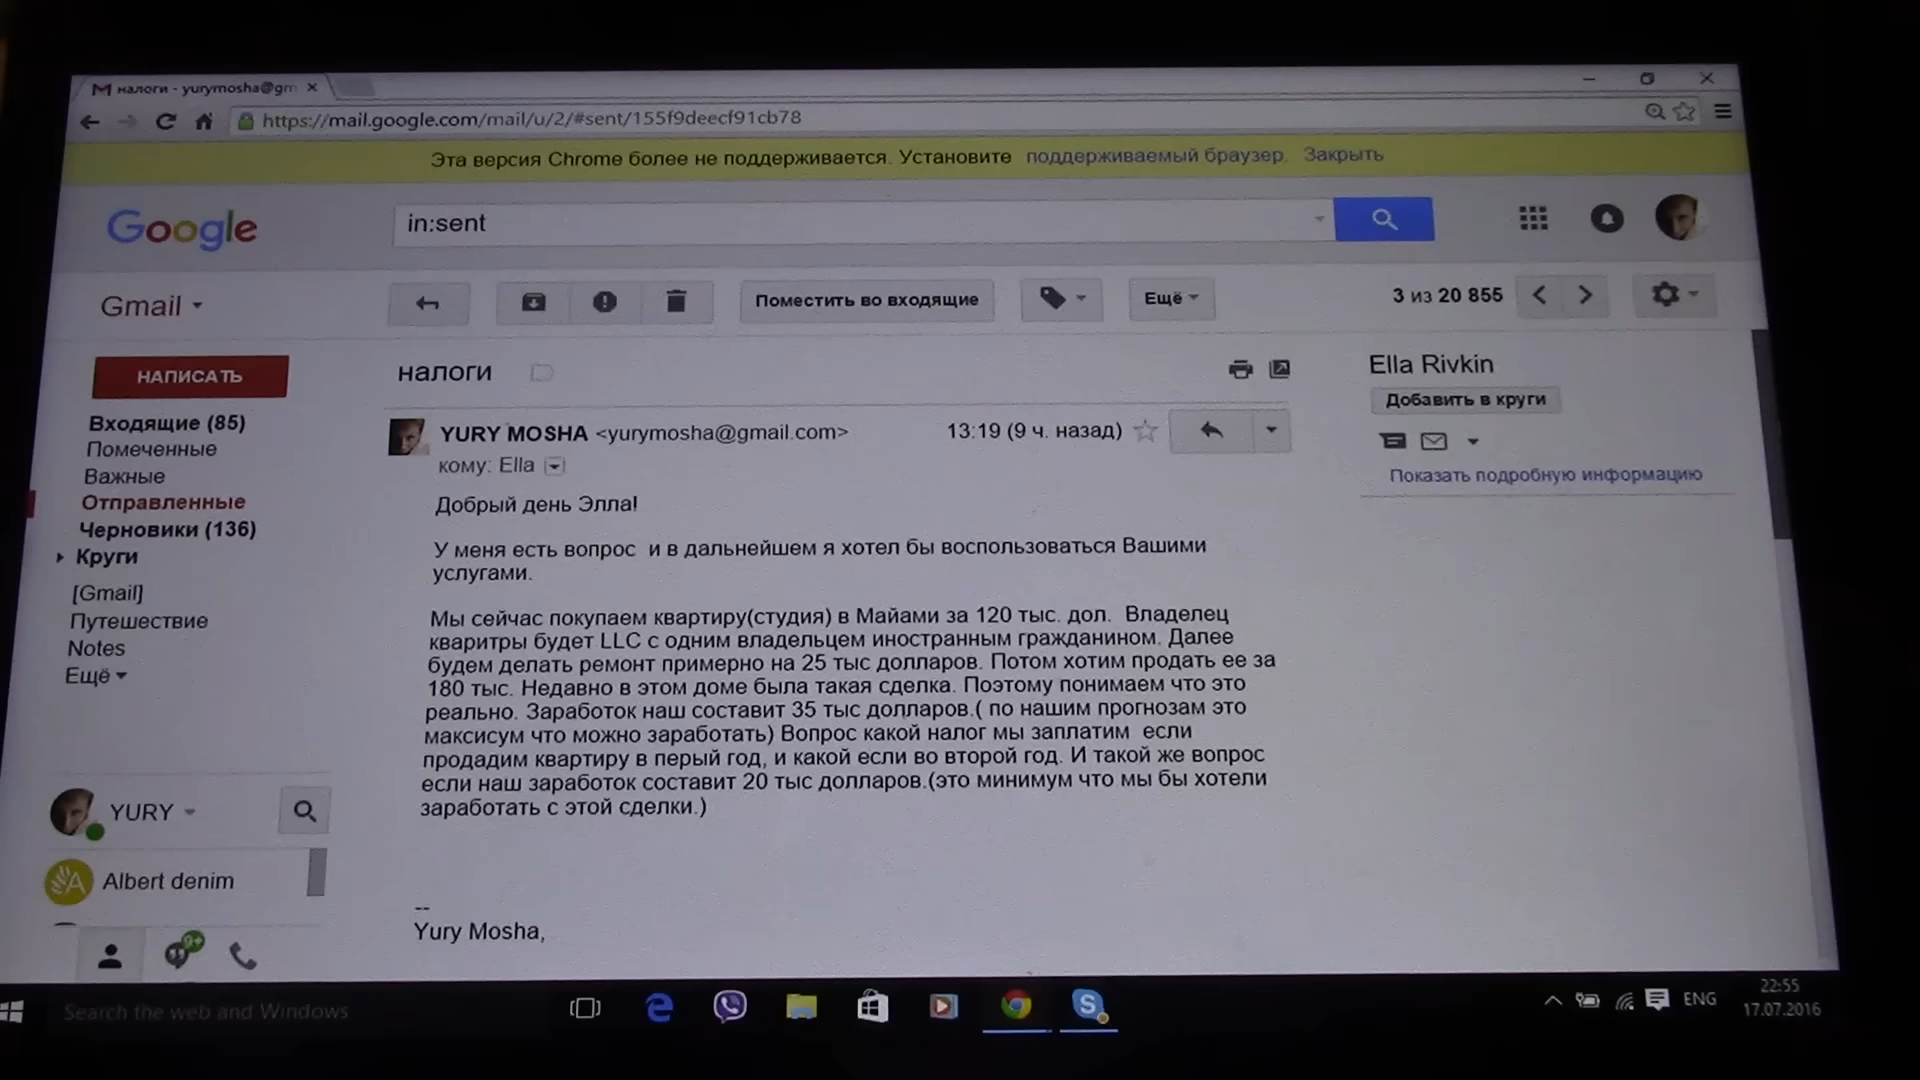 налоги - yurymosha@gm
https://mail.google.com/mail/u/2/#sent/155f9deecf91cb78
Эта версия Chrome более не поддерживается. Установите поддерживаемый браузер. Закрыть
Google
in:sent
Gmail
Поместить во входящие
Ещё
3 из 20 855
НАПИСАТЬ
Входящие (85)
Помеченные
Важные
Отправленные
Черновики (136)
Круги
[Gmail]
Путешествие
Notes
Ещё
YURY
Albert denim
9+
налоги
YURY MOSHA <yurymosha@gmail.com>
13:19 (9 ч. назад)
кому: Ella
Добрый день Элла!
У меня есть вопрос и в дальнейшем я хотел бы воспользоваться Вашими
услугами.
Мы сейчас покупаем квартиру(студия) в Майами за 120 тыс. дол. Владелец
кваритры будет LLC с одним владельцем иностранным гражданином. Далее
будем делать ремонт примерно на 25 тыс долларов. Потом хотим продать ее за
180 тыс. Недавно в этом доме была такая сделка. Поэтому понимаем что это
реально. Заработок наш составит 35 тыс долларов.( по нашим прогнозам это
максисум что можно заработать) Вопрос какой налог мы заплатим если
продадим квартиру в перый год, и какой если во второй год. И такой же вопрос
если наш заработок составит 20 тыс долларов.(это минимум что мы бы хотели
заработать с этой сделки.)
--
Yury Mosha,
Ella Rivkin
Добавить в круги
Показать подробную информацию
Search the web and Windows
ENG
22:55
17.07.2016